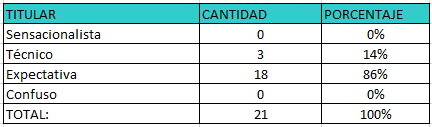 TITULAR CANTIDAD PORCENTAJE
Sensacionalista 0 0%
Técnico 3 14%
Expectativa 18 86%
Confuso 0 0%
TOTAL: 21 100%